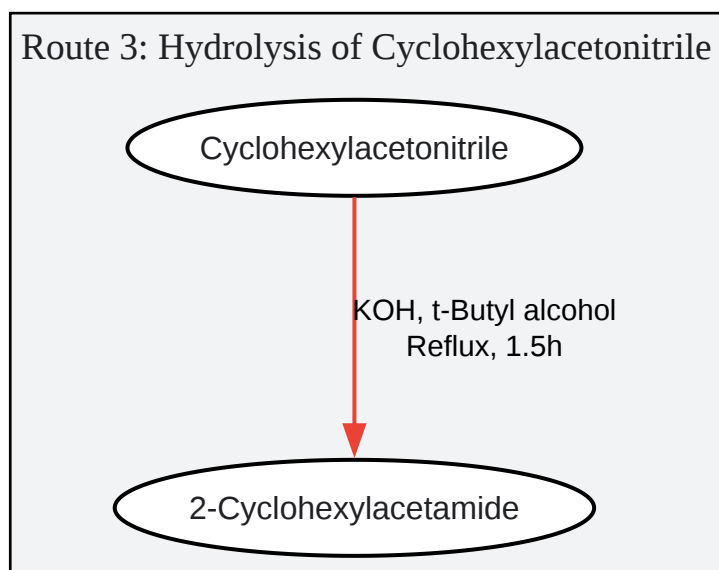 Route 3: Hydrolysis of Cyclohexylacetonitrile
Cyclohexylacetonitrile
KOH, t-Butyl alcohol
Reflux, 1.5h
2-Cyclohexylacetamide